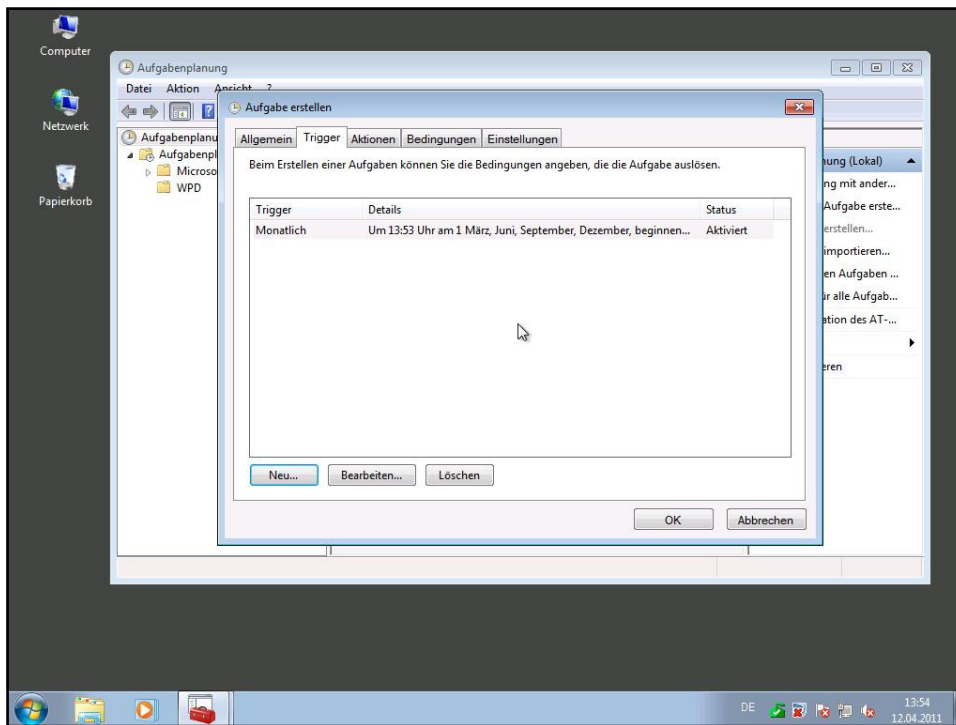 Computer
Netzwerk
Papierkorb
Aufgabenplanung
Datei Aktion Ansicht ?
Aufgabenplanu
Aufgabenpl
Microso
WPD
Aufgabe erstellen
Allgemein Trigger Aktionen Bedingungen Einstellungen
Beim Erstellen einer Aufgaben können Sie die Bedingungen angeben, die die Aufgabe auslösen.
Trigger Details Status
Monatlich Um 13:53 Uhr am 1 März, Juni, September, Dezember, beginnen... Aktiviert
Neu... Bearbeiten... Löschen
OK Abbrechen
ung (Lokal)
ng mit ander...
Aufgabe erste...
erstellen...
importieren...
en Aufgaben ...
ür alle Aufgab...
ation des AT-...
eren
DE
13:54
12.04.2011